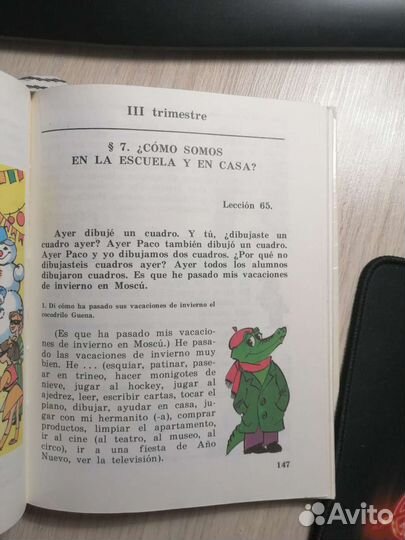 III trimestre
§ 7. ¿CÓMO SOMOS
EN LA ESCUELA Y EN CASA?
Lección 65.
Ayer dibujé un cuadro. Y tú, ¿dibujaste un
cuadro ayer? Ayer Paco también dibujó un cuadro.
Ayer Paco y yo dibujamos dos cuadros. ¿Por qué no
dibujasteis cuadros ayer? Ayer todos los alumnos
dibujaron cuadros. Es que he pasado mis vacaciones
de invierno en Moscú.
1. Di cómo ha pasado sus vacaciones de invierno el
cocodrilo Guena.
(Es que ha pasado mis vacacio-
nes de invierno en Moscú.) He pa-
sado las vacaciones de invierno muy
bien. He ... (esquiar, patinar, pase-
ar en trineo, hacer monigotes de
nieve, jugar al hockey, jugar al
ajedrez, leer, escribir cartas, tocar el
piano, dibujar, ayudar en casa, ju-
gar con mi hermanito (-a), comprar
productos, limpiar el apartamento,
ir al cine (al teatro, al museo, al
circo), ir a una fiesta de Año
Nuevo, ver la televisión).
147
Avito